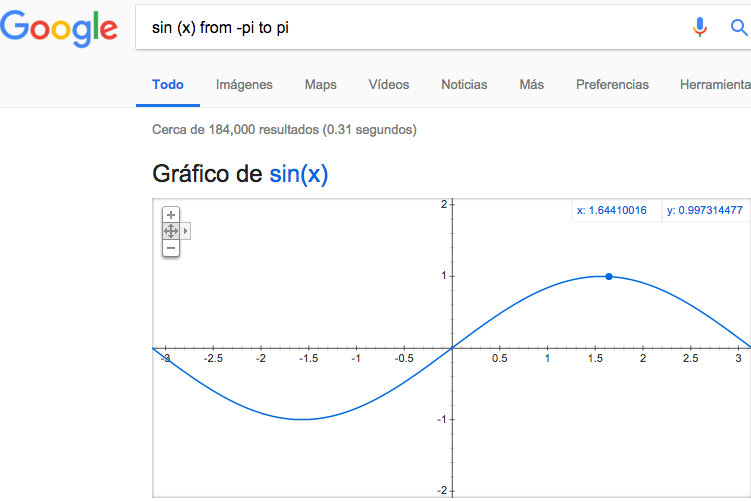 Google
sin (x) from -pi to pi
Todo Imágenes Maps Vídeos Noticias Más Preferencias Herramienta
Cerca de 184,000 resultados (0.31 segundos)
Gráfico de sin(x)
x: 1.64410016 y: 0.997314477
2
1
-3 -2.5 -2 -1.5 -1 -0.5 0.5 1 1.5 2 2.5 3
-1
-2